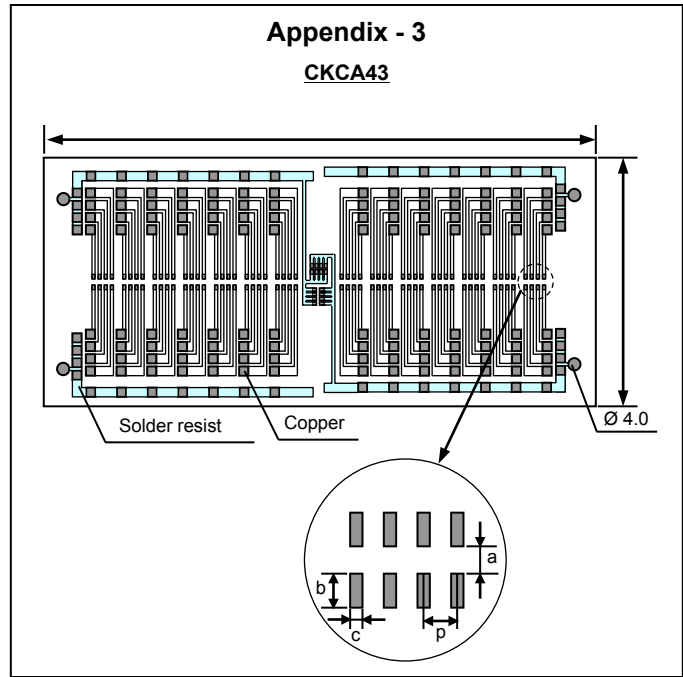 Appendix - 3
CKCA43
Solder resist
Copper
Ø 4.0
a
b
c
p